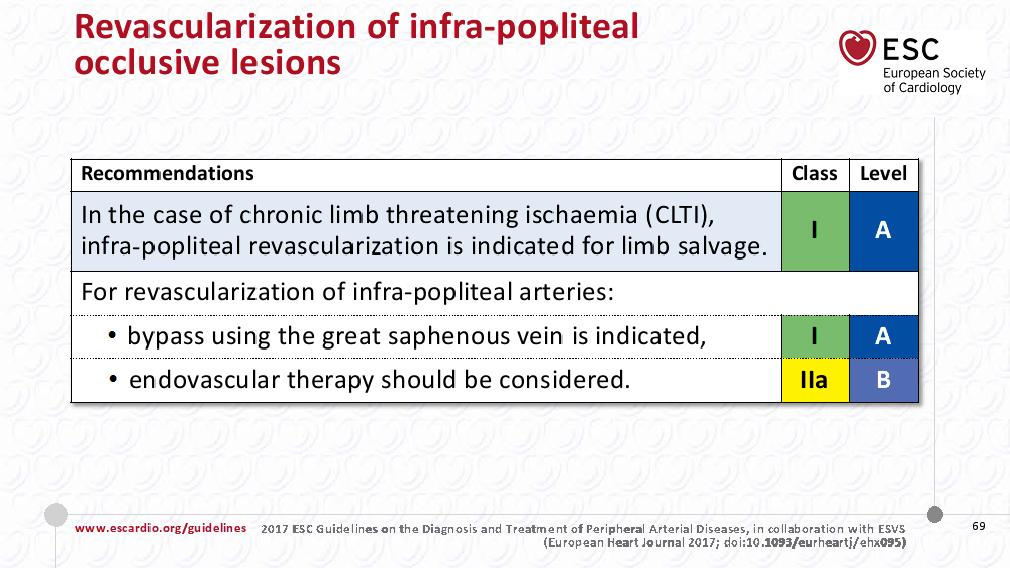 Revascularization of infra-popliteal
occlusive lesions
ESC
European Society
of Cardiology
Recommendations Class Level
In the case of chronic limb threatening ischaemia (CLTI),
infra-popliteal revascularization is indicated for limb salvage. I A
For revascularization of infra-popliteal arteries:
• bypass using the great saphenous vein is indicated, I A
• endovascular therapy should be considered. IIa B
www.escardio.org/guidelines 2017 ESC Guidelines on the Diagnosis and Treatment of Peripheral Arterial Diseases, in collaboration with ESVS
(European Heart Journal 2017; doi:10.1093/eurheartj/ehx095)
69